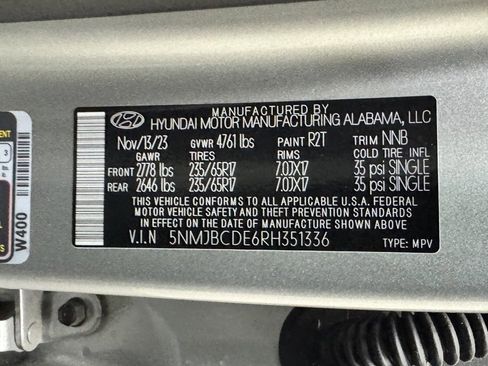 MANUFACTURED BY
HYUNDAI MOTOR MANUFACTURING ALABAMA, LLC
Nov/13/23 GVWR 4761 lbs PAINT R2T TRIM NNB
GAWR TIRES RIMS COLD TIRE INFL
FRONT 2778 lbs 235/65R17 7.0JX17 35 psi SINGLE
REAR 2646 lbs 235/65R17 7.0JX17 35 psi SINGLE
THIS VEHICLE CONFORMS TO ALL APPLICABLE U.S.A. FEDERAL
MOTOR VEHICLE SAFETY, BUMPER,
AND THEFT PREVENTION STANDARDS IN EFFECT ON THE DATE OF MANUFACTURE SHOWN ABOVE.
V.I.N 5NMJBCDE6RH351336 TYPE: MPV
ENT
3
W400